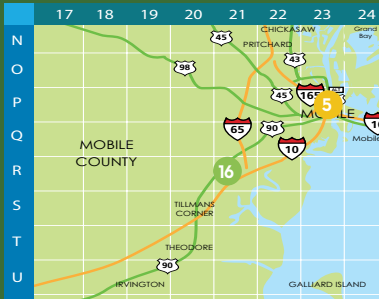 17 18 19 20 21 22 23 24
N
O
P
Q
R
S
T
U
CHICKASAW
Grand
Bay
45
PRITCHARD
43
98
45
165
5
MOBILE
65
90
10
10
Mobile
MOBILE
COUNTY
16
TILLMANS
CORNER
THEODORE
90
IRVINGTON
GALLIARD ISLAND